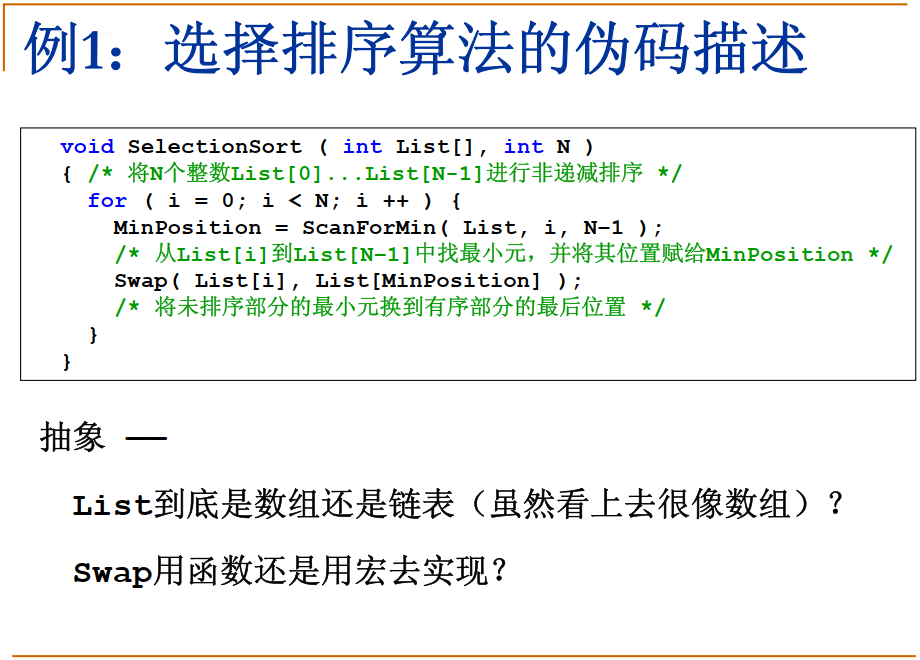 例1：选择排序算法的伪码描述
void SelectionSort ( int List[], int N )
{ /* 将N个整数List[0]...List[N-1]进行非递减排序 */
for ( i = 0; i < N; i ++ ) {
MinPosition = ScanForMin( List, i, N–1 );
/* 从List[i]到List[N–1]中找最小元，并将其位置赋给MinPosition */
Swap( List[i], List[MinPosition] );
/* 将未排序部分的最小元换到有序部分的最后位置 */
}
}
抽象 ——
List到底是数组还是链表（虽然看上去很像数组）？
Swap用函数还是用宏去实现？